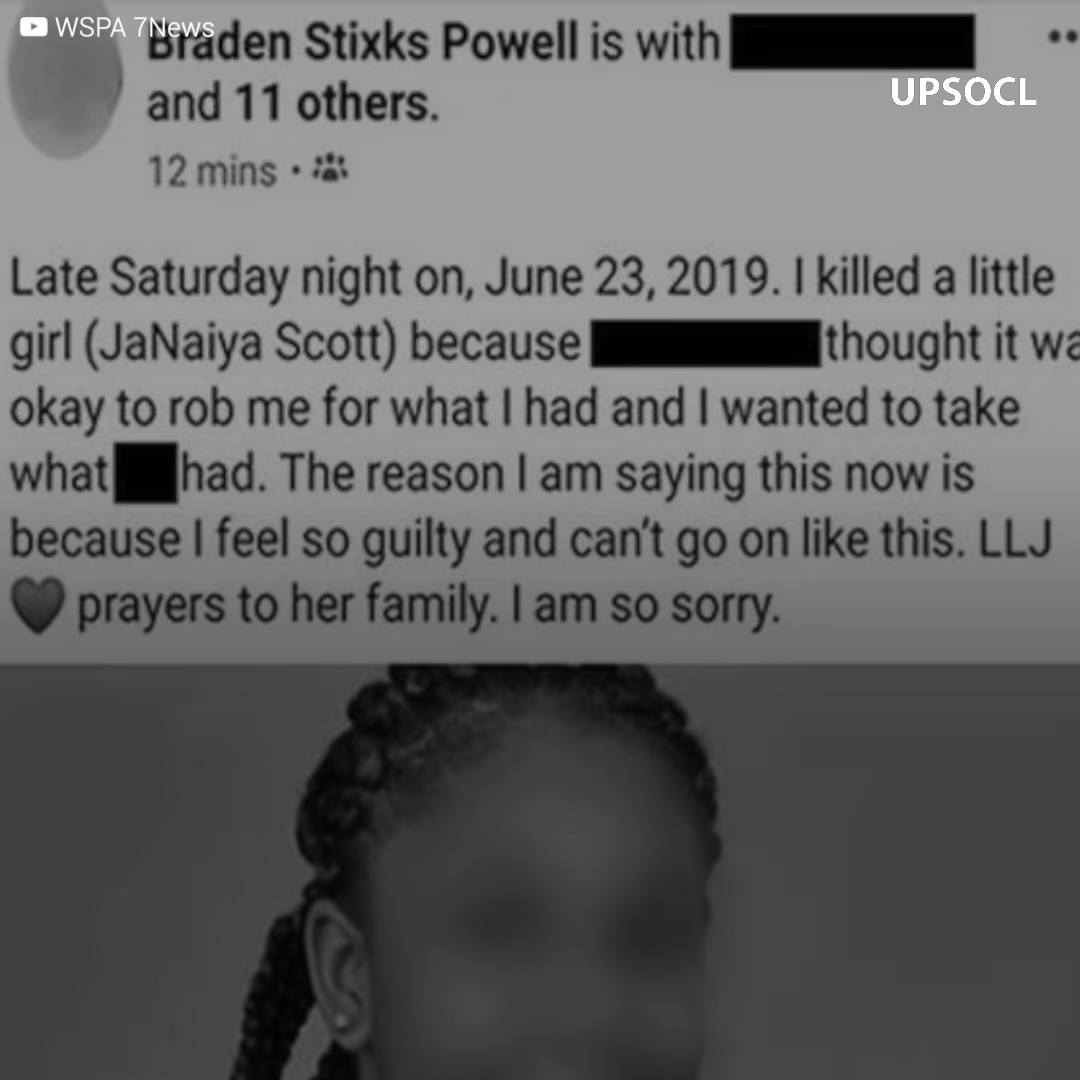 WSPA 7News
Braden Stixks Powell is with
and 11 others.
UPSOCL
12 mins •
Late Saturday night on, June 23, 2019. I killed a little
girl (JaNaiya Scott) because thought it wa
okay to rob me for what I had and I wanted to take
what had. The reason I am saying this now is
because I feel so guilty and can't go on like this. LLJ
prayers to her family. I am so sorry.